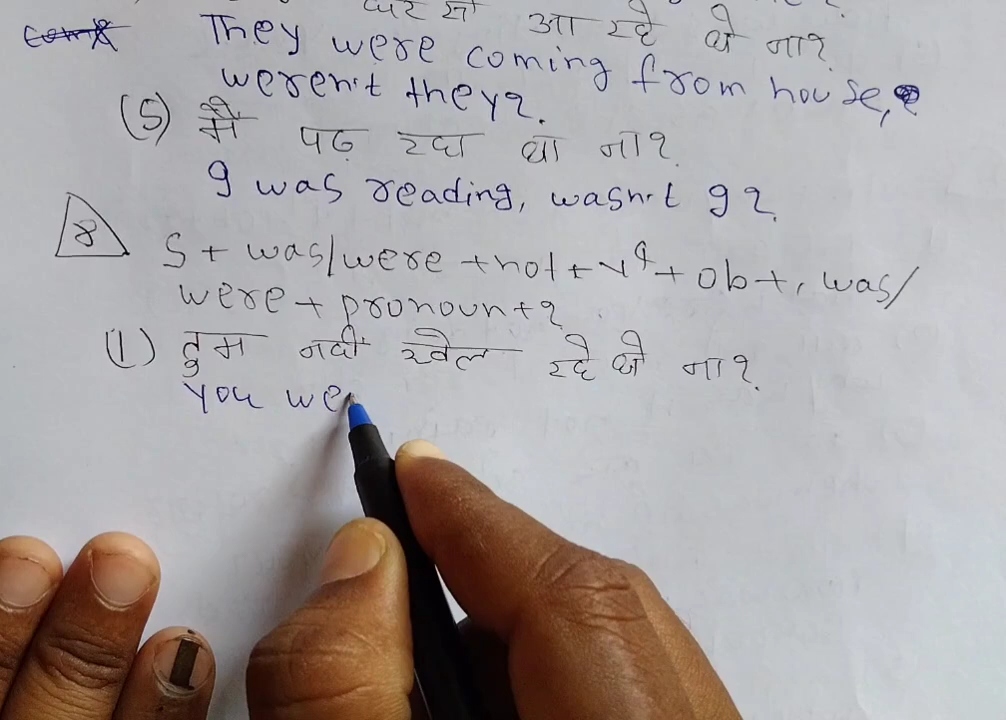 घर से आ रहे थे ना?
They were coming from house,
weren't they?
(5) मैं पढ़ रहा था ना?
I was reading, wasn't I?
8 S + was/were + not + V⁴ + ob +, was/
were + pronoun + ?
(1) तुम नहीं खेल रहे थे ना?
You we